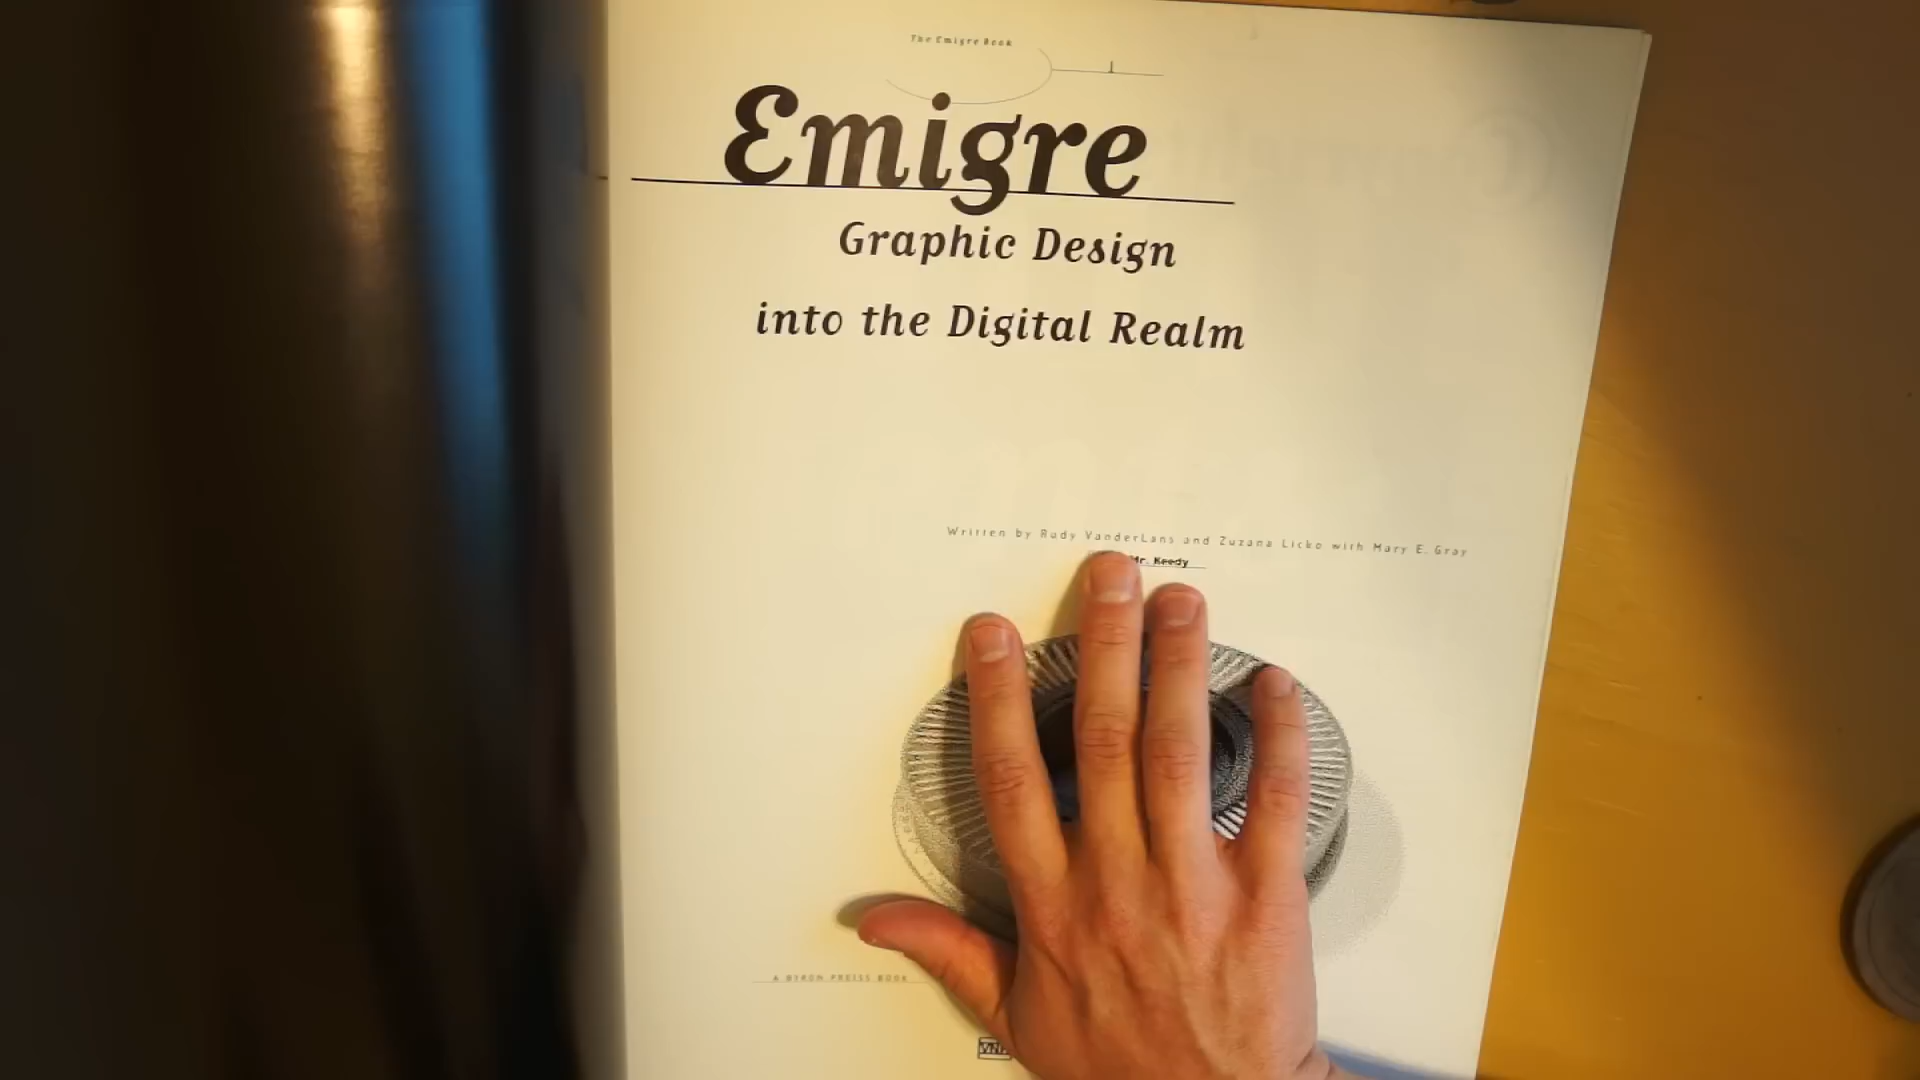 The Emigre Book
Emigre
Graphic Design
into the Digital Realm
Written by Rudy VanderLans and Zuzana Licko with Mary E. Gray
Mr. Keedy
A BYRON PREISS BOOK
VNR